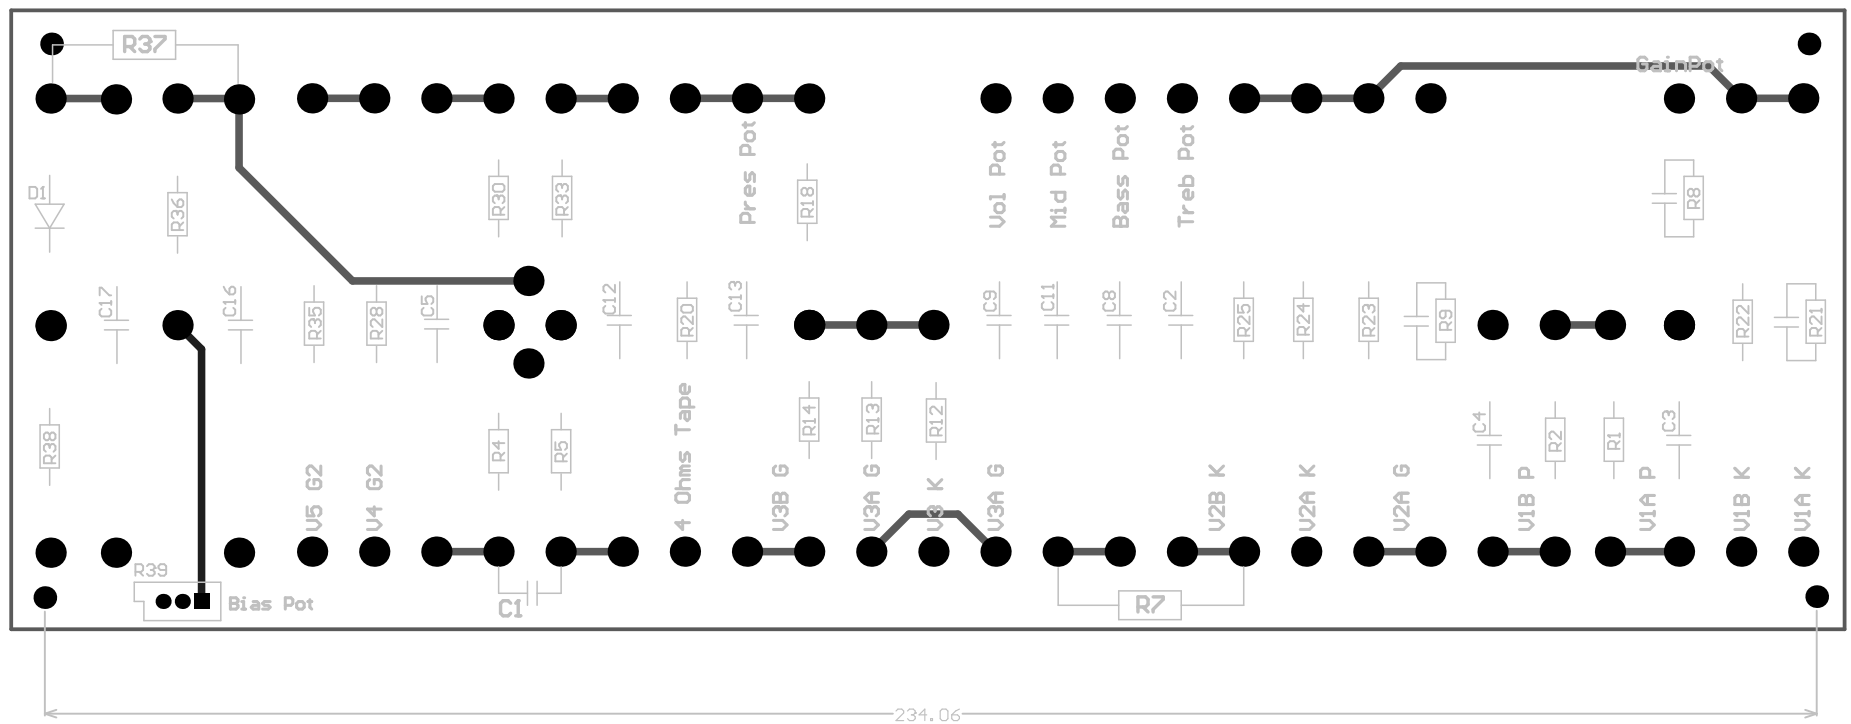 R37
GainPot
D1
R36
R30
R33
Pres Pot
R18
Vol Pot
Mid Pot
Bass Pot
Treb Pot
R8
C17
C16
R35
R28
C5
C12
R20
C13
C9
C11
C8
C2
R25
R24
R23
R9
R22
R21
R38
R4
R5
4 Ohms Tape
R14
R13
R12
C4
R2
R1
C3
V5 G2
V4 G2
V3B G
V3A G
V3 K
V3A G
V2B K
V2A K
V2A G
V1B P
V1A P
V1B K
V1A K
R39
Bias Pot
C1
R7
234.06